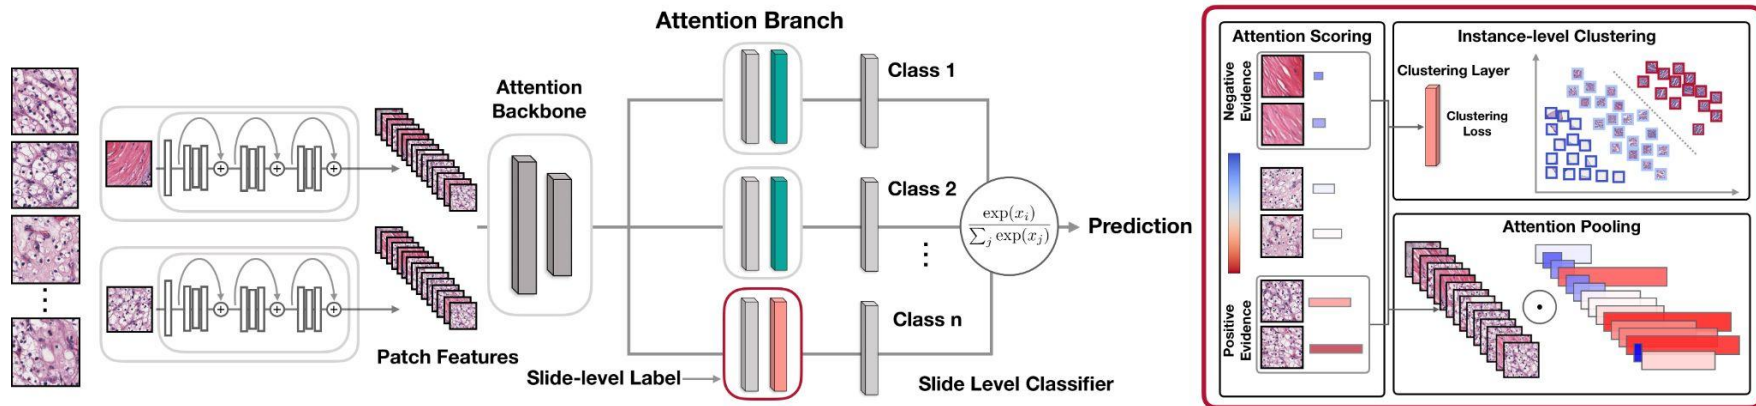 Attention Branch
Attention
Backbone
Class 1
Class 2
Class n
exp(x_i)
∑_j exp(x_j)
Prediction
Patch Features
Slide-level Label
Slide Level Classifier
Attention Scoring
Negative
Evidence
Positive
Evidence
Instance-level Clustering
Clustering Layer
Clustering
Loss
Attention Pooling